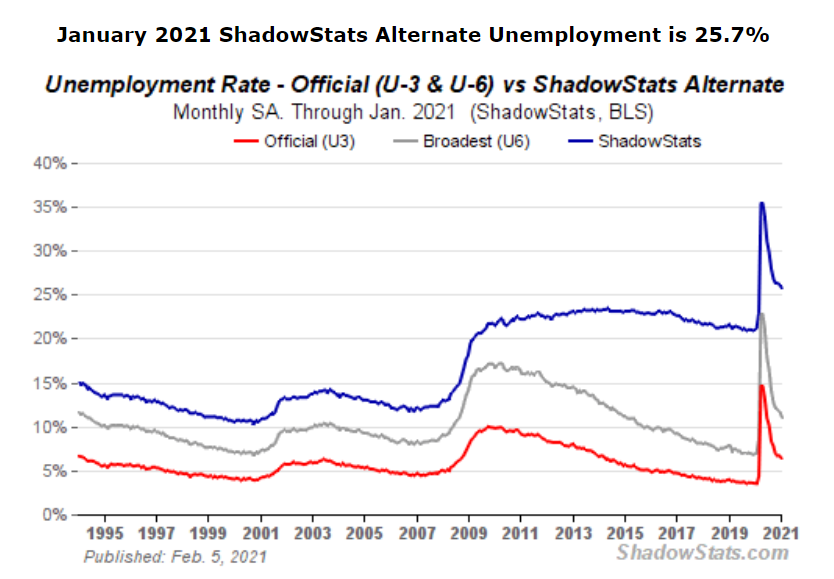 January 2021 ShadowStats Alternate Unemployment is 25.7%
Unemployment Rate - Official (U-3 & U-6) vs ShadowStats Alternate
Monthly SA. Through Jan. 2021 (ShadowStats, BLS)
Official (U3) Broadest (U6) ShadowStats
40%
35%
30%
25%
20%
15%
10%
5%
0%
1995 1997 1999 2001 2003 2005 2007 2009 2010 2011 2013 2015 2017 2019 2020 2021
Published: Feb. 5, 2021
ShadowStats.com